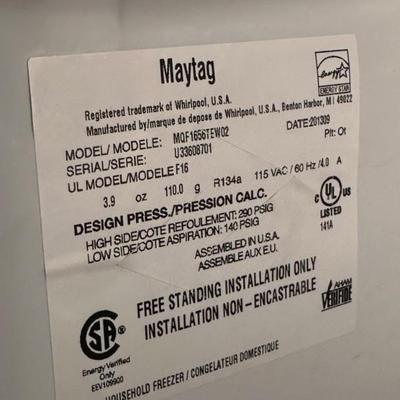 Maytag
energy
ENERGY STAR
Registered trademark of Whirlpool, U.S.A.
Manufactured by/marque de depose de Whirlpool, U.S.A., Benton Harbor, MI 49022
MODEL/ MODELE: MQF1656TEW02 DATE:201309
SERIAL/SERIE: U33608701 Plt: Ot
UL MODEL/MODELE F16
3.9 oz 110.0 g R134a 115 VAC / 60 Hz /4.0 A
DESIGN PRESS./PRESSION CALC.
HIGH SIDE/COTE REFOULEMENT: 290 PSIG
LOW SIDE/COTE ASPIRATION: 140 PSIG
UL
LISTED
141A
ASSEMBLED IN U.S.A.
ASSEMBLE AUX E.U.
FREE STANDING INSTALLATION ONLY
INSTALLATION NON - ENCASTRABLE
AHAM
VERIFIDE
SA
Energy Verified
Only
EEV109900
HOUSEHOLD FREEZER / CONGELATEUR DOMESTIQUE